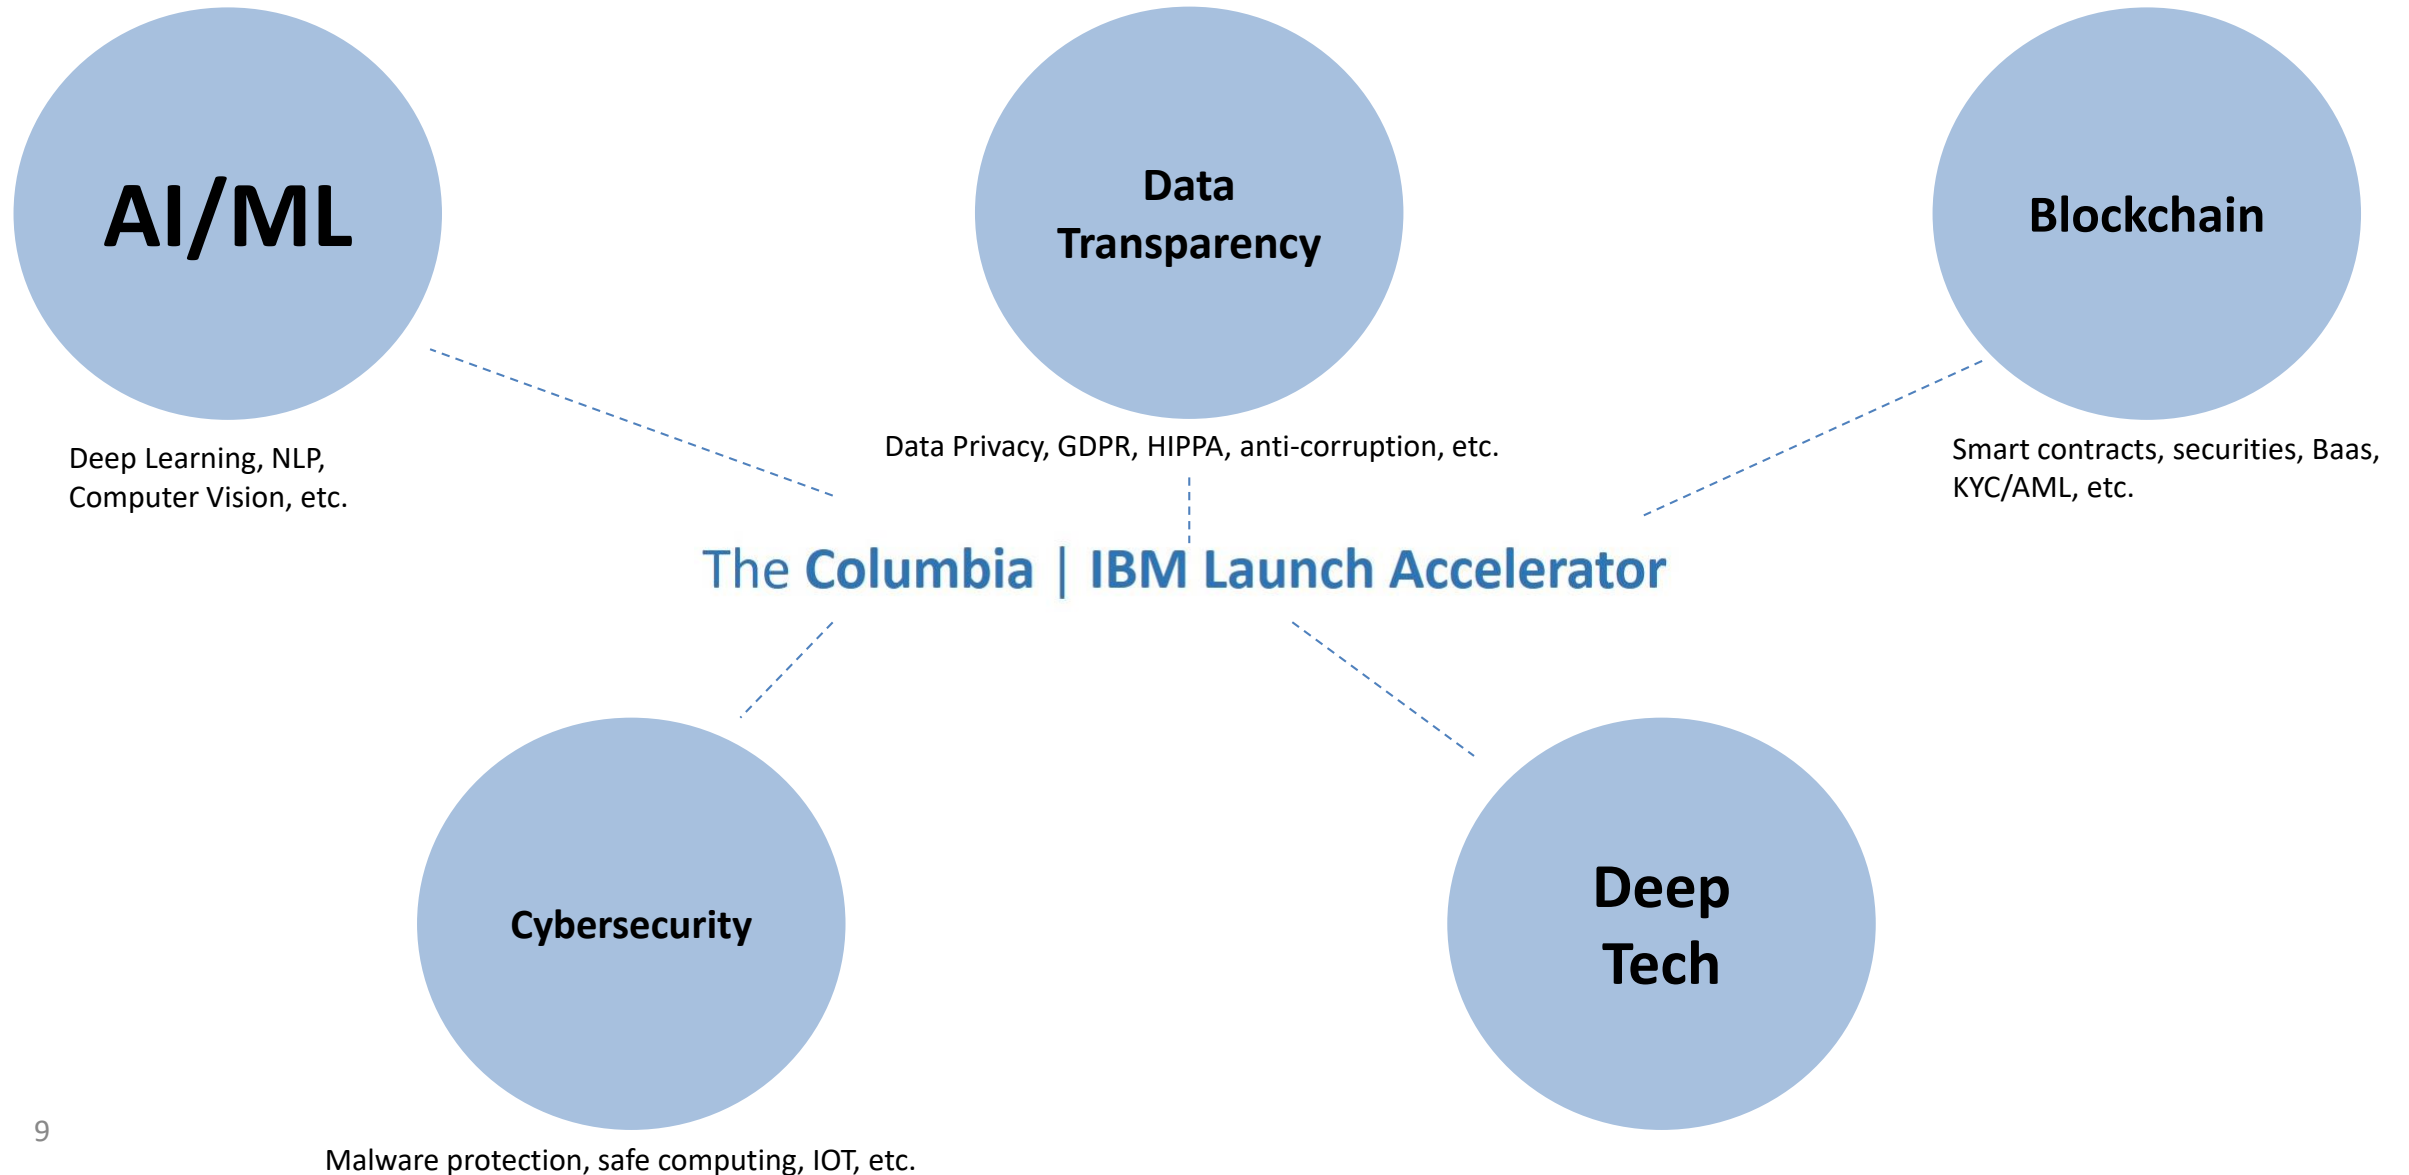 AI/ML
Deep Learning, NLP,
Computer Vision, etc.
Data
Transparency
Data Privacy, GDPR, HIPPA, anti-corruption, etc.
Blockchain
Smart contracts, securities, Baas,
KYC/AML, etc.
The Columbia | IBM Launch Accelerator
Cybersecurity
Malware protection, safe computing, IOT, etc.
Deep
Tech
9